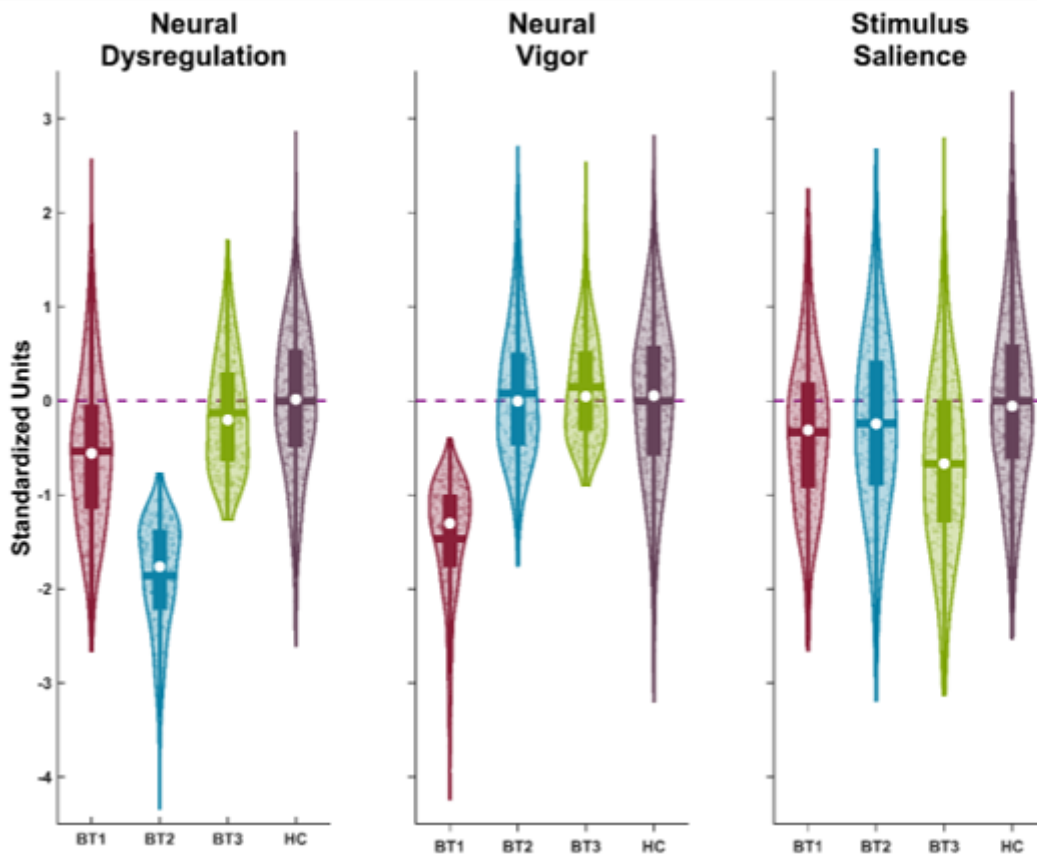 Neural
Dysregulation
Neural
Vigor
Stimulus
Salience
Standardized Units
3
2
1
0
-1
-2
-3
-4
BT1 BT2 BT3 HC
BT1 BT2 BT3 HC
BT1 BT2 BT3 HC